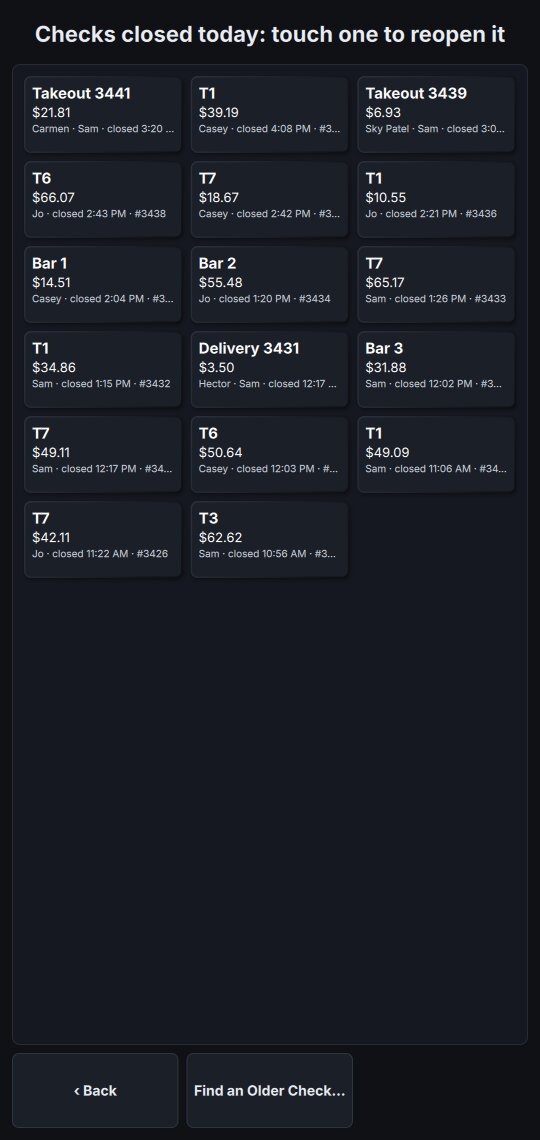 Checks closed today: touch one to reopen it
Takeout 3441
$21.81
Carmen · Sam · closed 3:20 ...
T1
$39.19
Casey · closed 4:08 PM · #3...
Takeout 3439
$6.93
Sky Patel · Sam · closed 3:0...
T6
$66.07
Jo · closed 2:43 PM · #3438
T7
$18.67
Casey · closed 2:42 PM · #3...
T1
$10.55
Jo · closed 2:21 PM · #3436
Bar 1
$14.51
Casey · closed 2:04 PM · #3...
Bar 2
$55.48
Jo · closed 1:20 PM · #3434
T7
$65.17
Sam · closed 1:26 PM · #3433
T1
$34.86
Sam · closed 1:15 PM · #3432
Delivery 3431
$3.50
Hector · Sam · closed 12:17 ...
Bar 3
$31.88
Sam · closed 12:02 PM · #3...
T7
$49.11
Sam · closed 12:17 PM · #34...
T6
$50.64
Casey · closed 12:03 PM · #...
T1
$49.09
Sam · closed 11:06 AM · #34...
T7
$42.11
Jo · closed 11:22 AM · #3426
T3
$62.62
Sam · closed 10:56 AM · #3...
‹ Back
Find an Older Check...